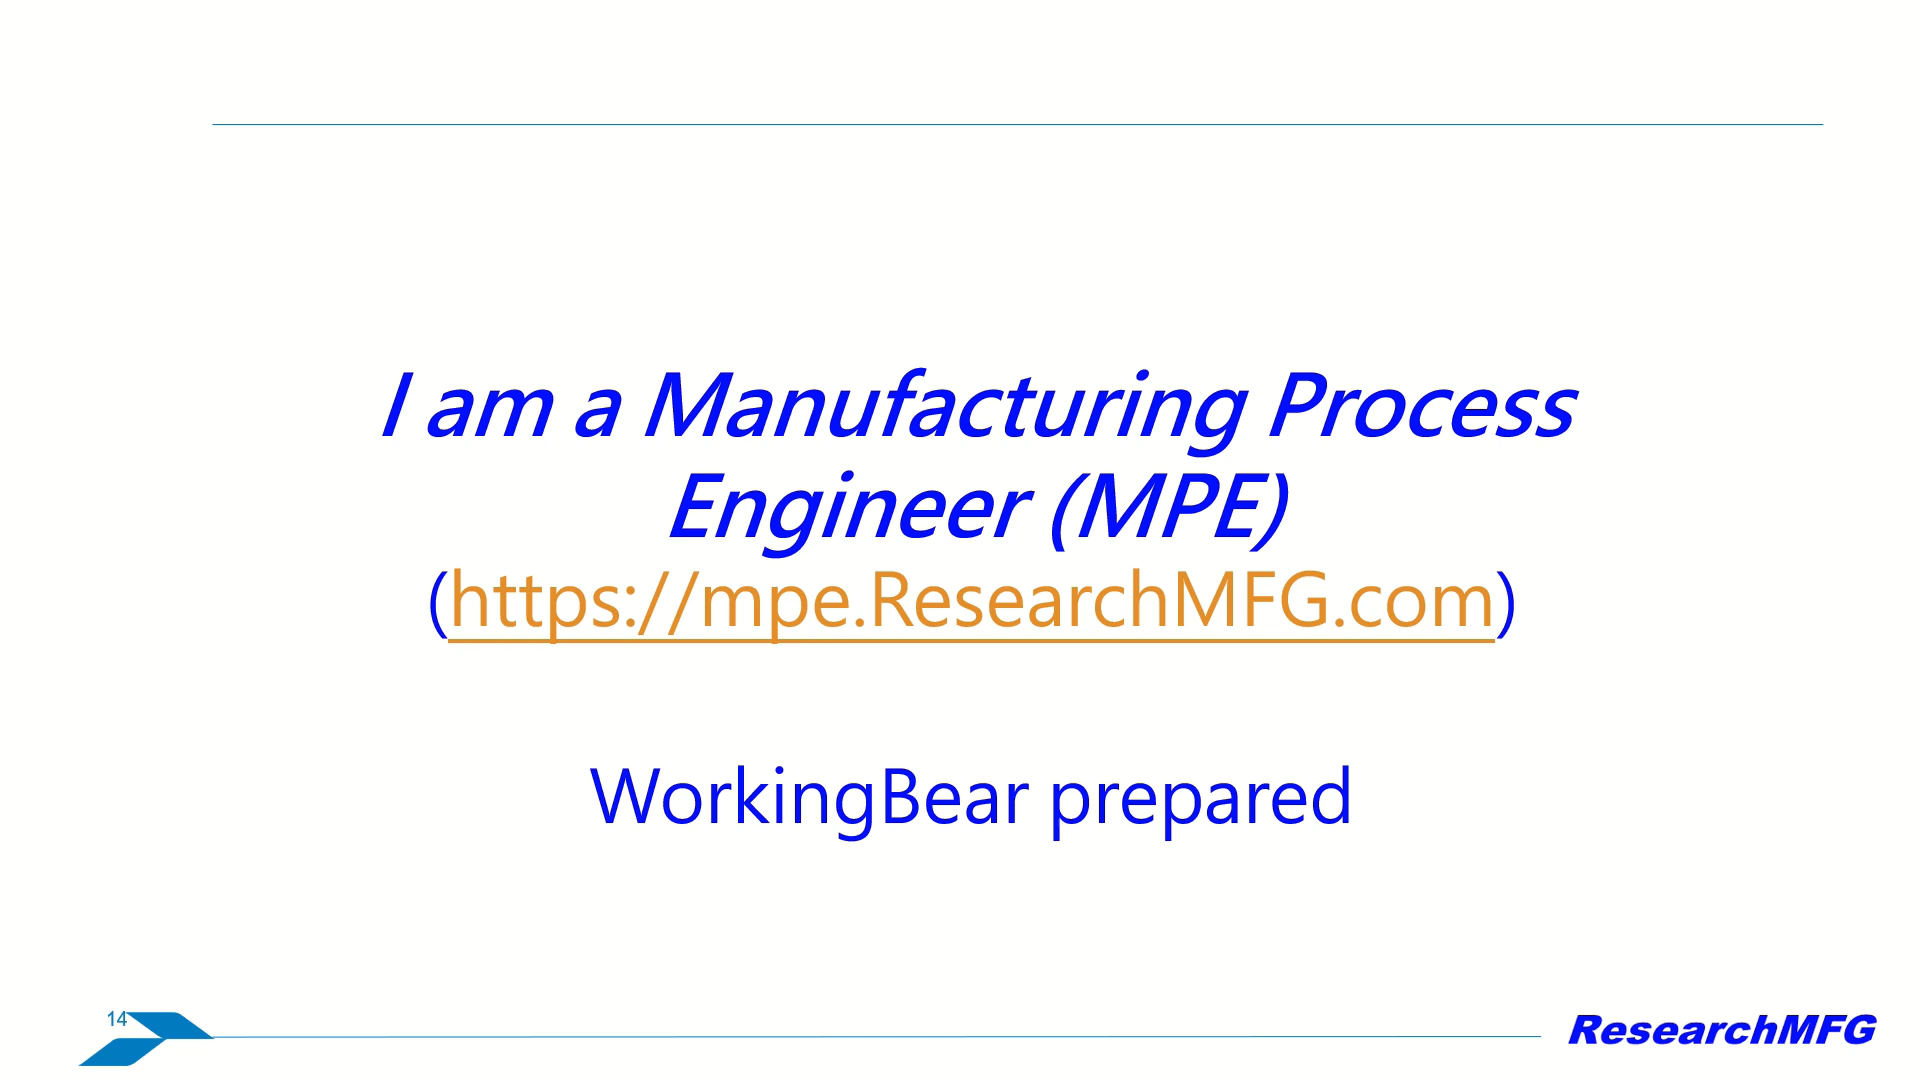 I am a Manufacturing Process
Engineer (MPE)
(https://mpe.ResearchMFG.com)
WorkingBear prepared
14
ResearchMFG